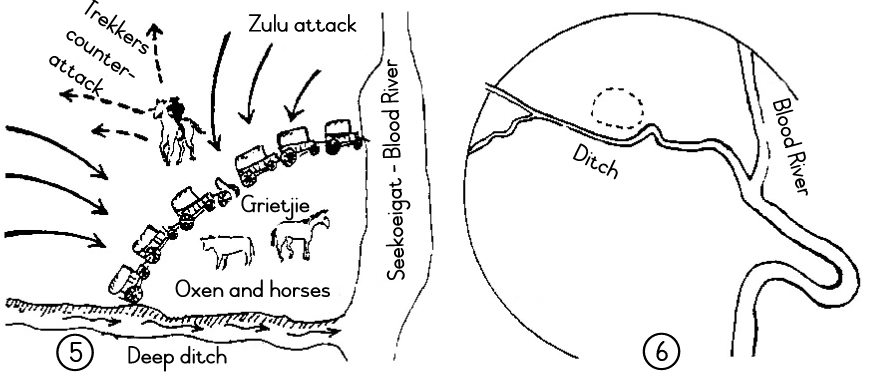 Trekkers
counter-
attack
Zulu attack
Seekoeigat - Blood River
Grietjie
Oxen and horses
Deep ditch
5
Ditch
Blood River
6